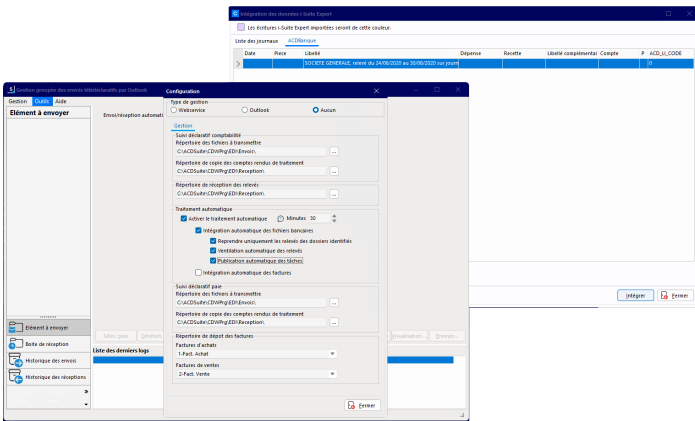 Intégration des données i-Suite Expert
Les écritures i-Suite Expert importées seront de cette couleur.
Liste des journaux ACDBanque
Date Piece Libellé Dépense Recette Libellé complémentai Compte P ACD_LI_CODE
SOCIETE GENERALE, relevé du 24/06/2020 au 30/06/2020 sur journ 0
Intégrer Fermer
Gestion groupée des envois télédéclaratifs par Outlook
Gestion Outils Aide
Elément à envoyer
Envoi/réception automati
Configuration
Type de gestion
Webservice Outlook Aucun
Gestion
Suivi déclaratif comptabilité
Répertoire des fichiers à transmettre
C:\ACDSuite\CDWPrg\EDI\Envoi\ ...
Répertoire de copie des comptes rendus de traitement
C:\ACDSuite\CDWPrg\EDI\Reception\ ...
Répertoire de réception des relevés
C:\ACDSuite\CDWPrg\EDI\Reception\ ...
Traitement automatique
Activer le traitement automatique Minutes 30
Intégration automatique des fichiers bancaires
Reprendre uniquement les relevés des dossiers identifiés
Ventilation automatique des relevés
Publication automatique des tâches
Intégration automatique des factures
Suivi déclaratif paie
Répertoire des fichiers à transmettre
C:\ACDSuite\CDWPrg\EDI\Envoi\ ...
Répertoire de copie des comptes rendus de traitement
C:\ACDSuite\CDWPrg\EDI\Reception\ ...
Répertoire de dépot des factures
Factures d'achats
1-Fact. Achat
Factures de ventes
2-Fact. Vente
Fermer
Elément à envoyer
Boite de réception
Historique des envois
Historique des réceptions
Liste des derniers logs